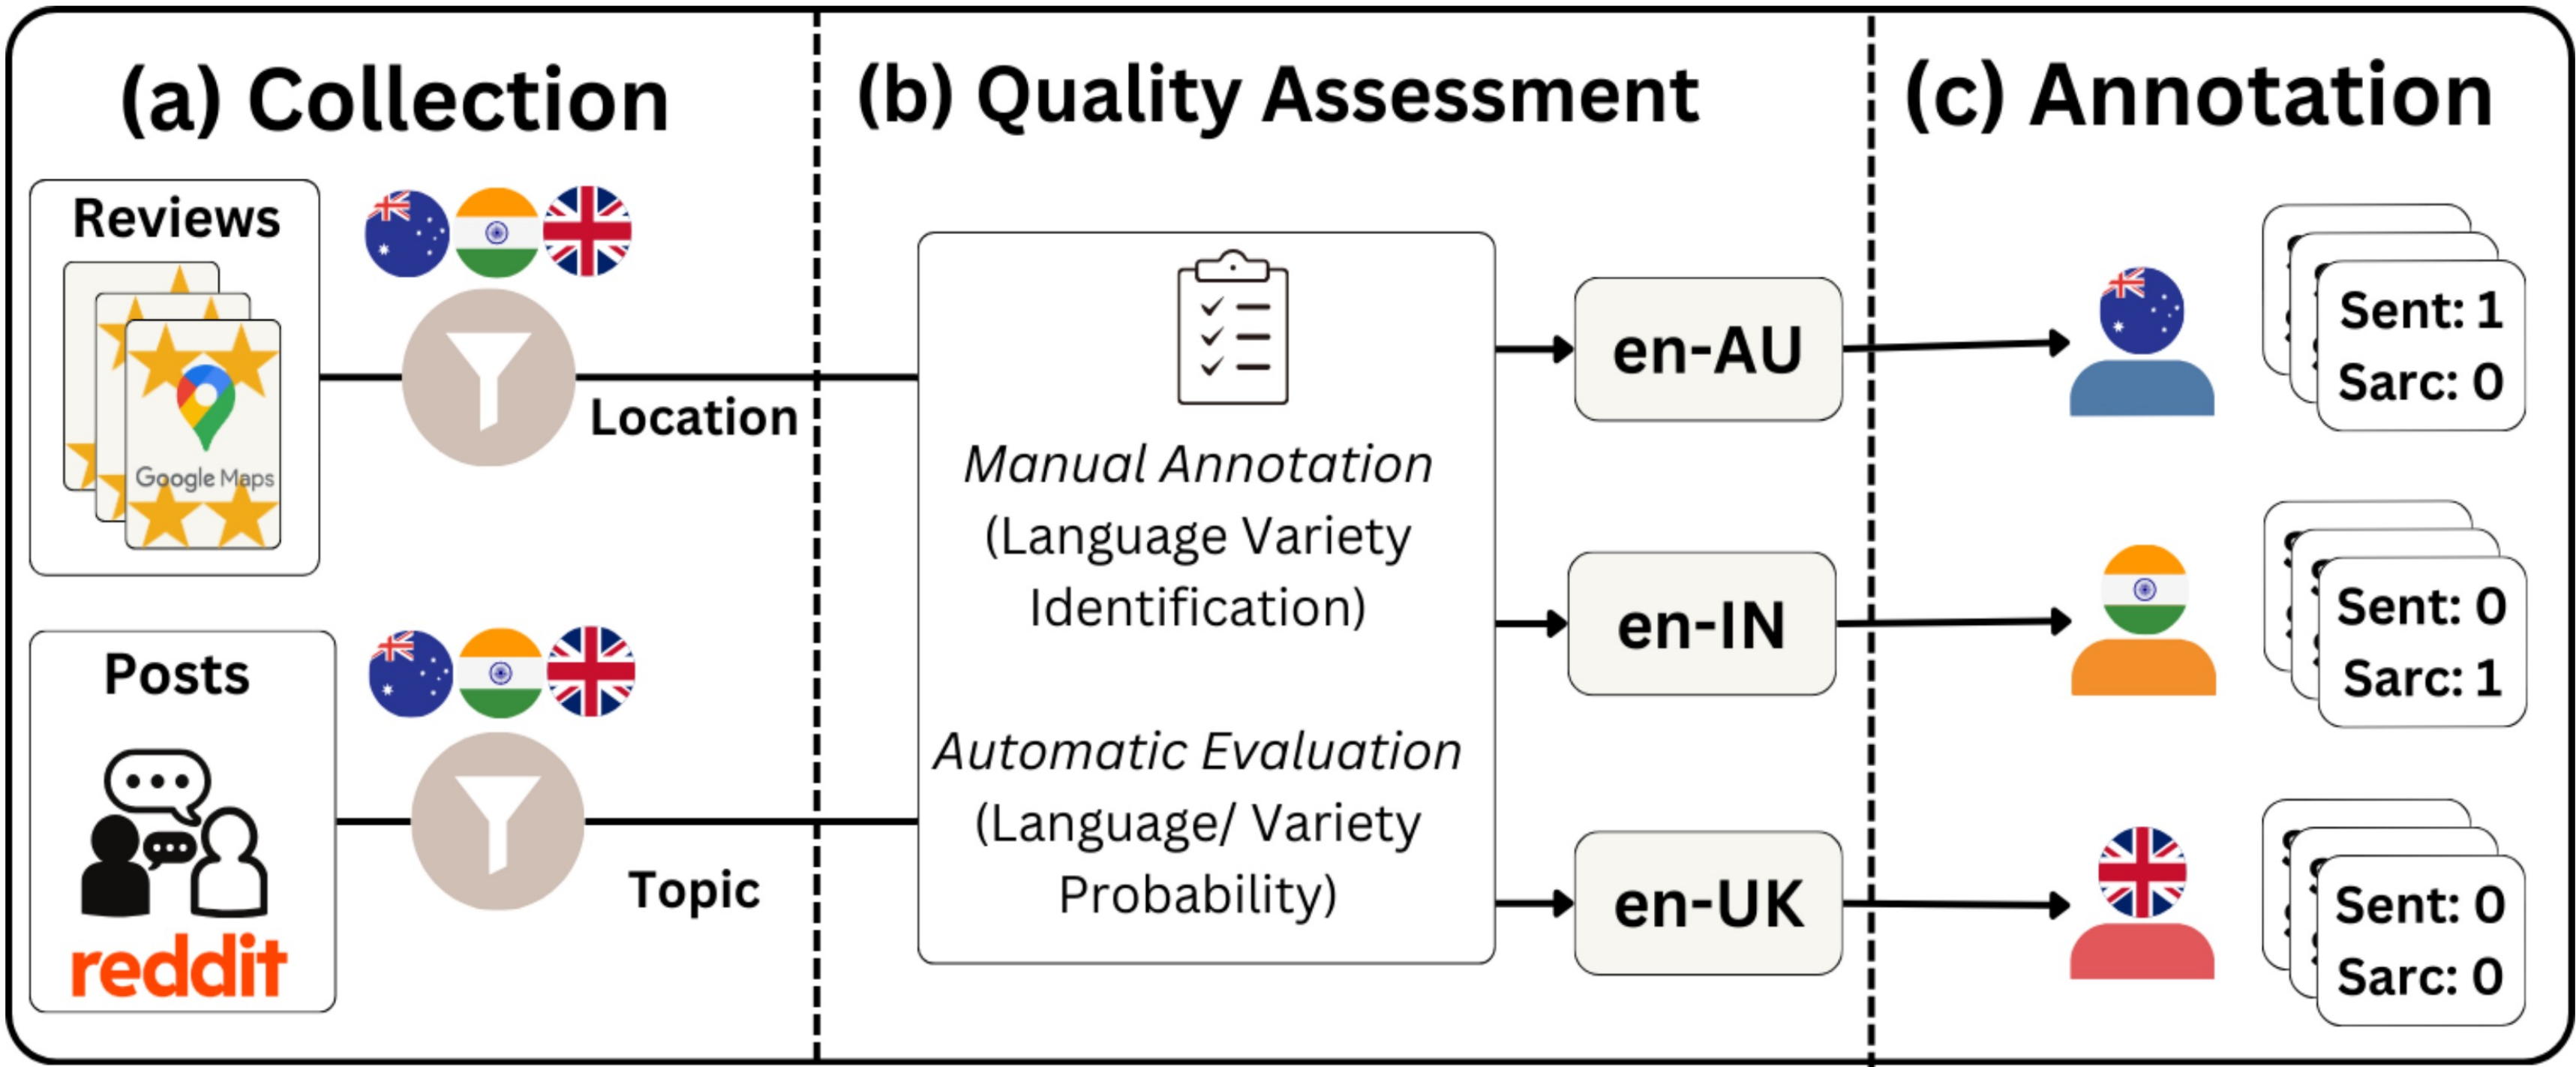 (a) Collection
Reviews
Google Maps
Location
Posts
reddit
Topic
(b) Quality Assessment
Manual Annotation
(Language Variety
Identification)
Automatic Evaluation
(Language/ Variety
Probability)
en-AU
en-IN
en-UK
(c) Annotation
Sent: 1
Sarc: 0
Sent: 0
Sarc: 1
Sent: 0
Sarc: 0